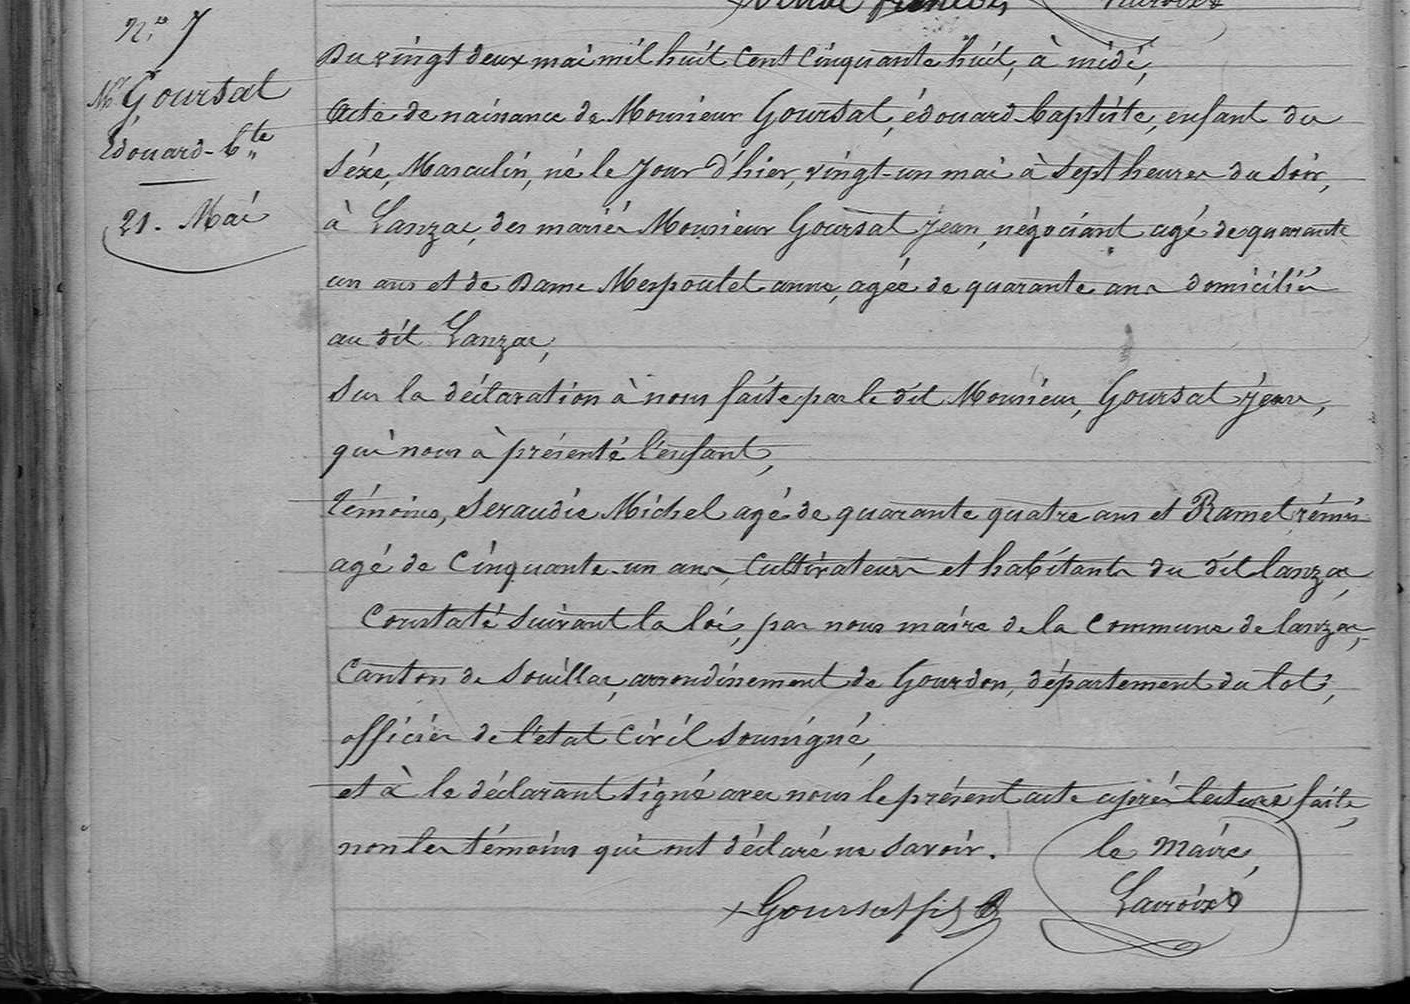 N.o 7
Mr Goursat
Edouard-Bte
21. Mai
Du vingt deux mai mil huit cent cinquante huit, à midi,
acte de naissance de Monsieur Goursat, édouard baptiste, enfant du
séxe, Masculin, né le jour d'hier, vingt-un mai à sept heures du soir,
à Lanzac, des mariés Monsieur Goursat jean, négociant agé de quarante
un ans et de Dame Mespoulet anne, agée de quarante ans domiciliés
au dit Lanzac,
sur la déclaration à nous faite par le dit Monsieur, Goursat jean,
qui nous à présenté l'enfant,
témoins, Seraudie Michel agé de quarante quatre ans et Ramet, rémis
agé de cinquante-un ans, cultivateurs et habitants du dit lanzac,
Constaté suivant la loi, par nous maire de la commune de lanzac,
canton de souillac, arrondissement de Gourdon, département du lot,
officier de l'etat civil soussigné,
et à le déclarant signé avec nous le présent acte après lecture faite,
non les témoins qui ont déclaré ne savoir.
le Maire,
Goursat fils
Lacroix